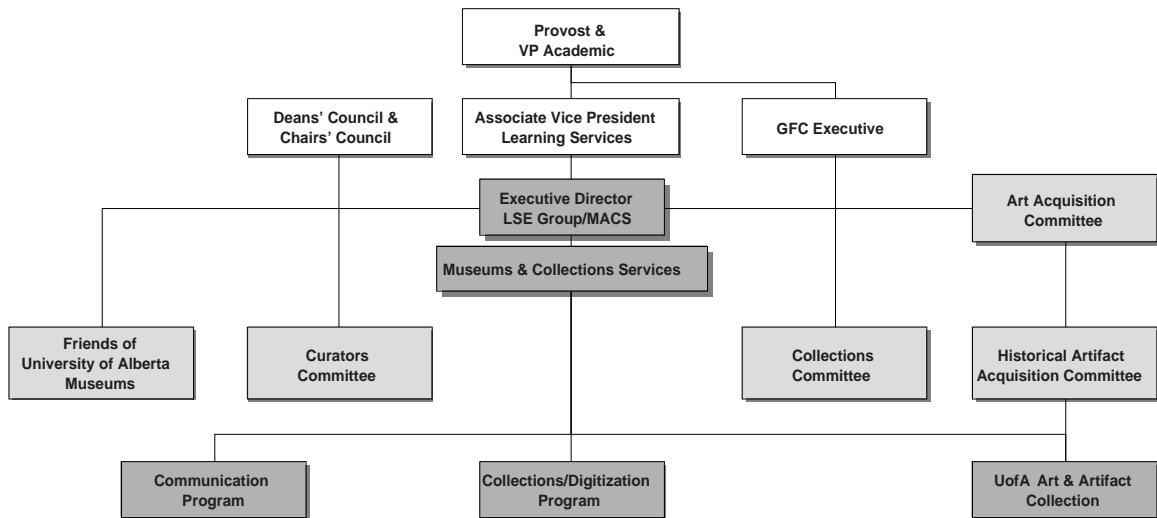 Provost &
VP Academic
Deans' Council &
Chairs' Council
Associate Vice President
Learning Services
GFC Executive
Executive Director
LSE Group/MACS
Art Acquisition
Committee
Museums & Collections Services
Friends of
University of Alberta
Museums
Curators
Committee
Collections
Committee
Historical Artifact
Acquisition Committee
Communication
Program
Collections/Digitization
Program
UofA Art & Artifact
Collection